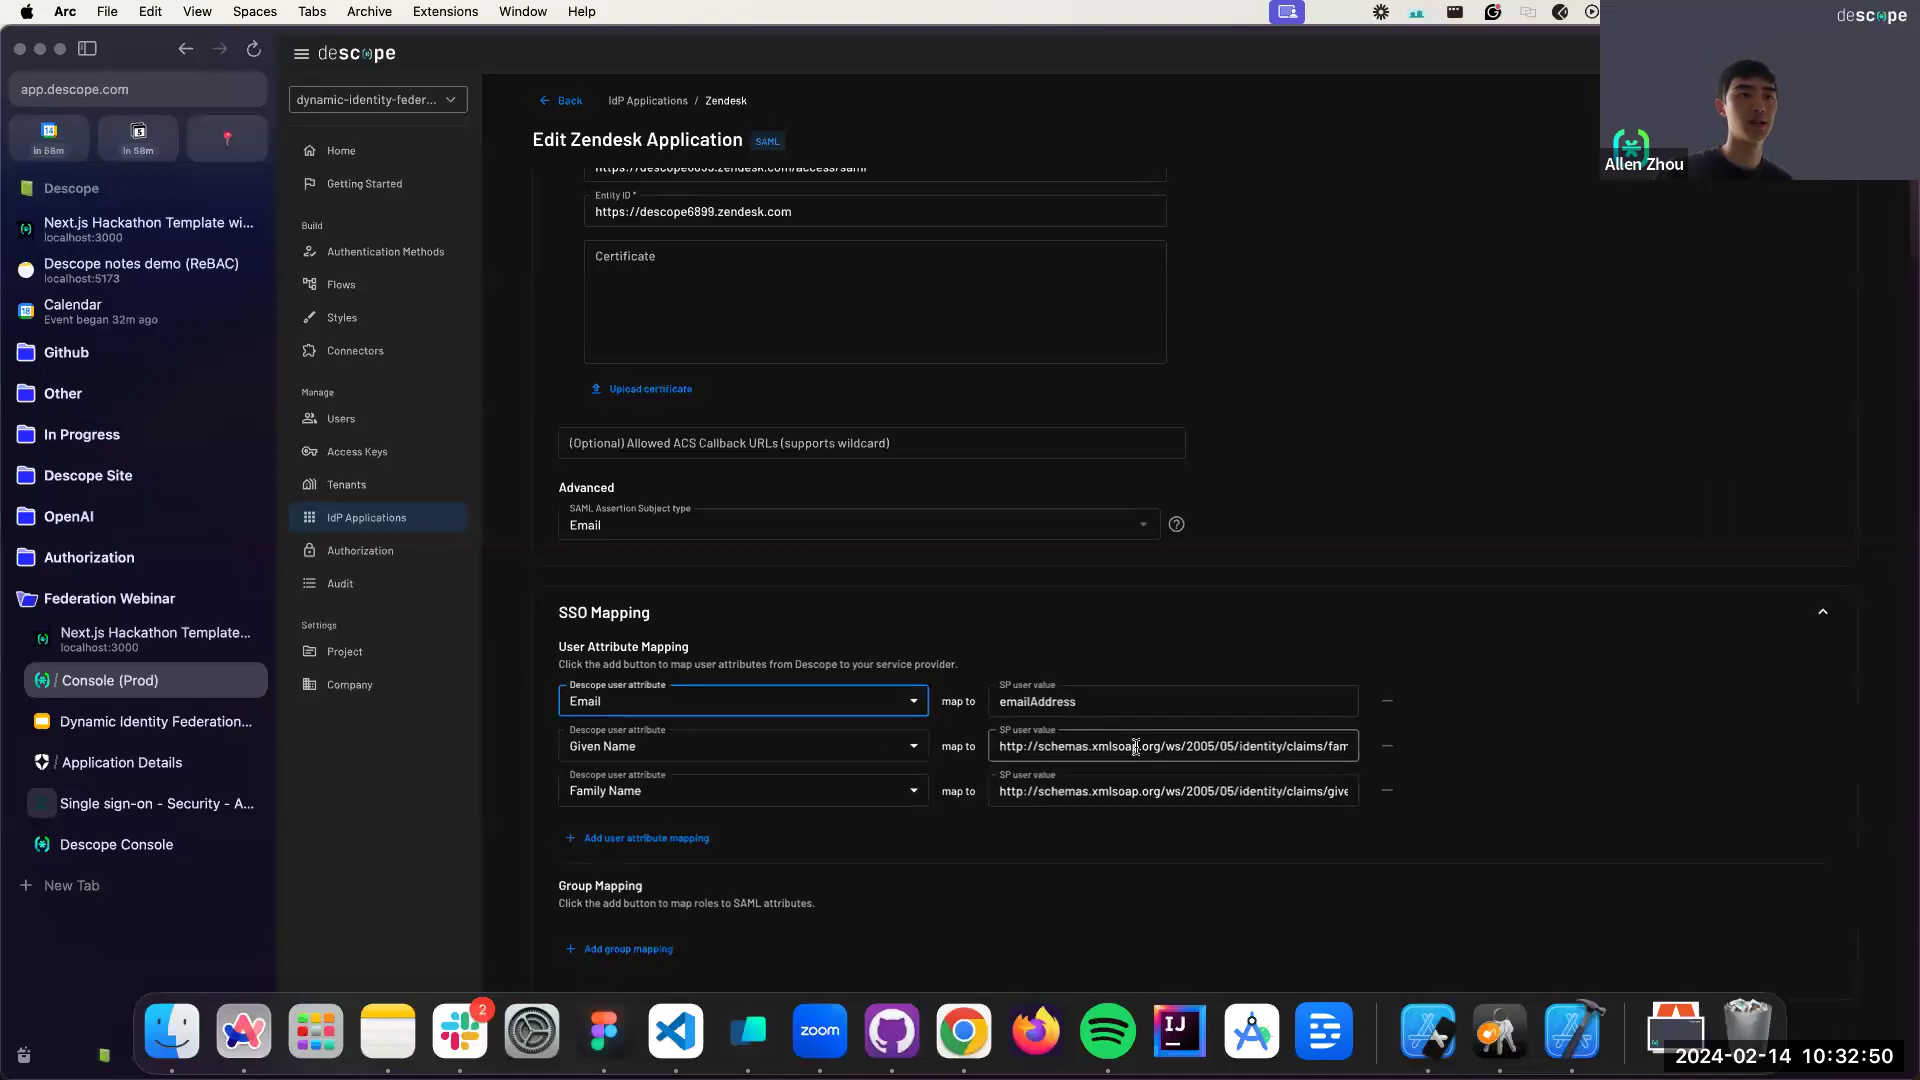 Arc File Edit View Spaces Tabs Archive Extensions Window Help
descope
Allen Zhou
app.descope.com
in 58m
in 58m
Descope
Next.js Hackathon Template wi...
localhost:3000
Descope notes demo (ReBAC)
localhost:5173
Calendar
Event began 32m ago
Github
Other
In Progress
Descope Site
OpenAI
Authorization
Federation Webinar
Next.js Hackathon Template...
localhost:3000
/ Console (Prod)
Dynamic Identity Federation...
/ Application Details
Single sign-on - Security - A...
Descope Console
+ New Tab
descope
dynamic-identity-feder...
Home
Getting Started
Build
Authentication Methods
Flows
Styles
Connectors
Manage
Users
Access Keys
Tenants
IdP Applications
Authorization
Audit
Settings
Project
Company
Back IdP Applications / Zendesk
Edit Zendesk Application SAML
Entity ID *
https://descope6899.zendesk.com
Certificate
Upload certificate
(Optional) Allowed ACS Callback URLs (supports wildcard)
Advanced
SAML Assertion Subject type
Email
SSO Mapping
User Attribute Mapping
Click the add button to map user attributes from Descope to your service provider.
Descope user attribute SP user value
Email map to emailAddress
Descope user attribute SP user value
Given Name map to http://schemas.xmlsoap.org/ws/2005/05/identity/claims/fam
Descope user attribute SP user value
Family Name map to http://schemas.xmlsoap.org/ws/2005/05/identity/claims/give
+ Add user attribute mapping
Group Mapping
Click the add button to map roles to SAML attributes.
+ Add group mapping
2
zoom
IJ
2024-02-14 10:32:50